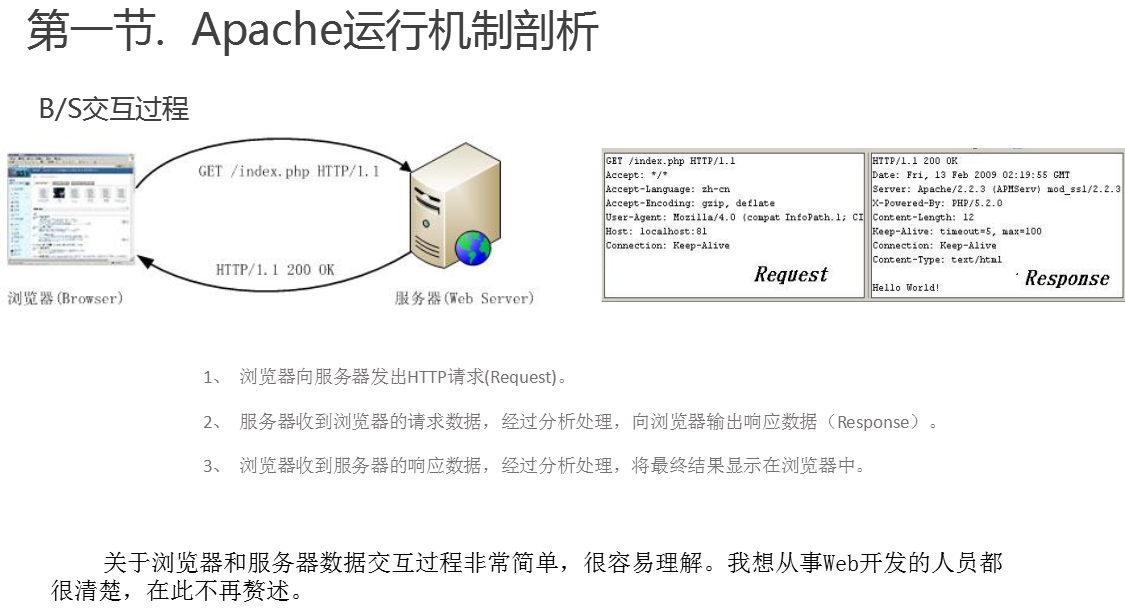 第一节. Apache运行机制剖析
B/S交互过程
GET /index.php HTTP/1.1
HTTP/1.1 200 OK
浏览器(Browser)
服务器(Web Server)
GET /index.php HTTP/1.1
Accept: */*
Accept-Language: zh-cn
Accept-Encoding: gzip, deflate
User-Agent: Mozilla/4.0 (compat InfoPath.1; CI
Host: localhost:81
Connection: Keep-Alive
Request
HTTP/1.1 200 OK
Date: Fri, 13 Feb 2009 02:19:55 GMT
Server: Apache/2.2.3 (APMServ) mod_ssl/2.2.3
X-Powered-By: PHP/5.2.0
Content-Length: 12
Keep-Alive: timeout=5, max=100
Connection: Keep-Alive
Content-Type: text/html
Hello World!
Response
1、 浏览器向服务器发出HTTP请求(Request)。
2、 服务器收到浏览器的请求数据，经过分析处理，向浏览器输出响应数据（Response）。
3、 浏览器收到服务器的响应数据，经过分析处理，将最终结果显示在浏览器中。
关于浏览器和服务器数据交互过程非常简单，很容易理解。我想从事Web开发的人员都
很清楚，在此不再赘述。